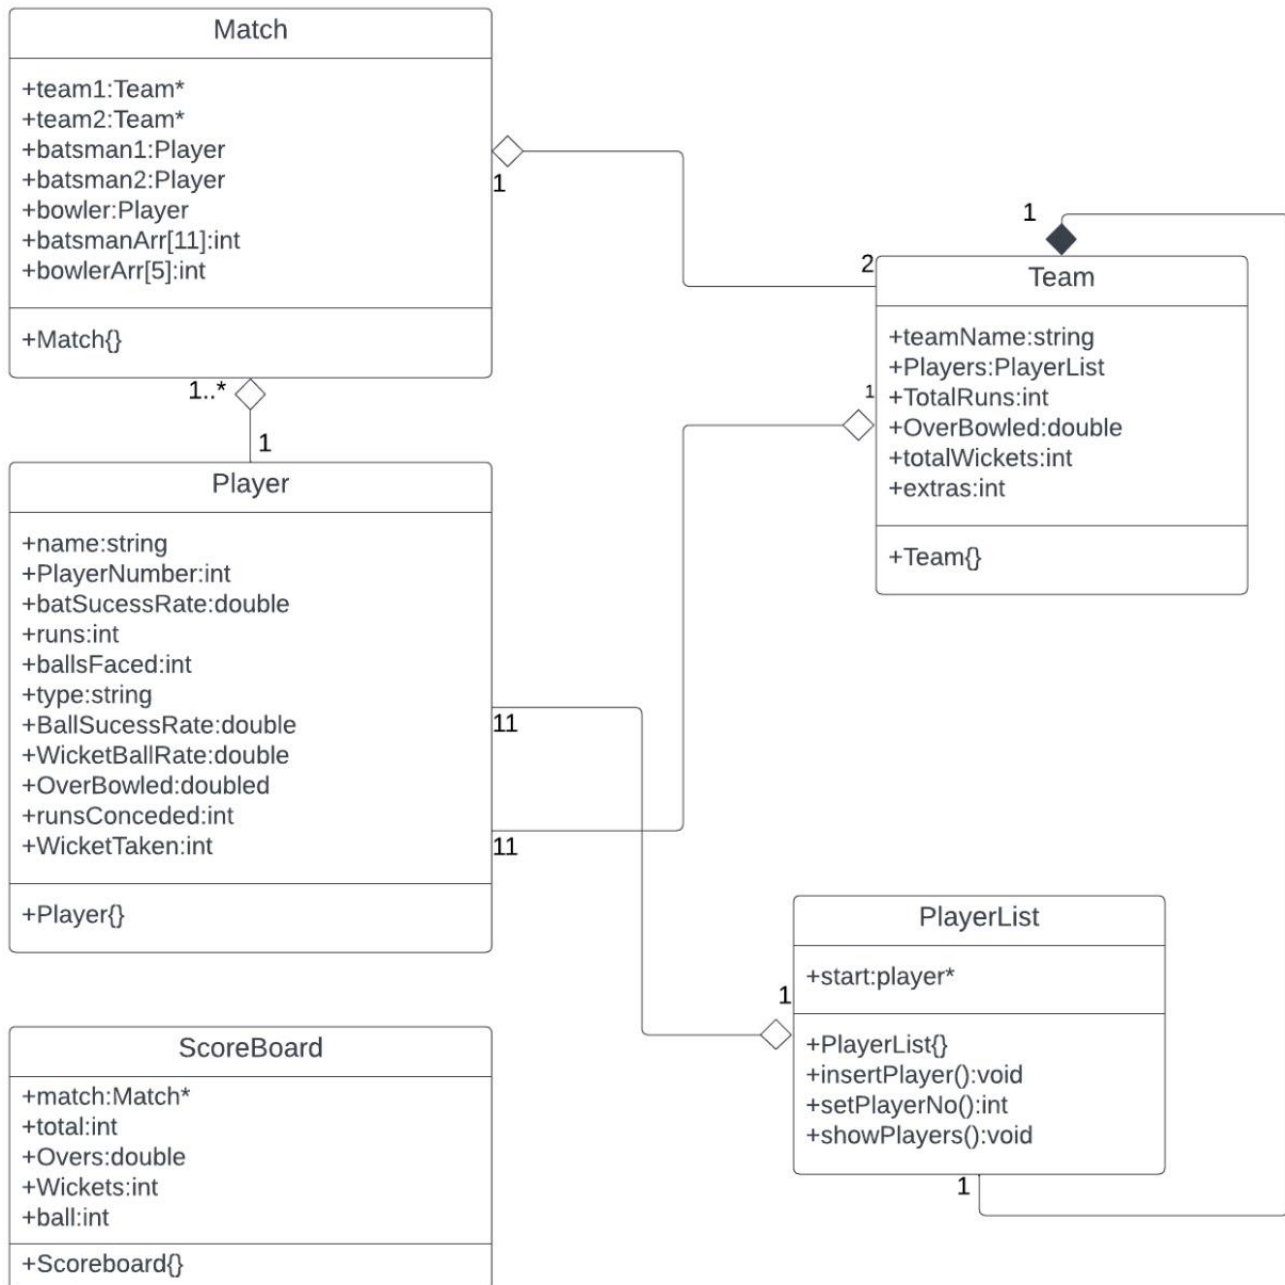 Match
+team1:Team*
+team2:Team*
+batsman1:Player
+batsman2:Player
+bowler:Player
+batsmanArr[11]:int
+bowlerArr[5]:int
+Match{}
1
2
1
1..*
1
Team
+teamName:string
+Players:PlayerList
+TotalRuns:int
+OverBowled:double
+totalWickets:int
+extras:int
+Team{}
1
Player
+name:string
+PlayerNumber:int
+batSucessRate:double
+runs:int
+ballsFaced:int
+type:string
+BallSucessRate:double
+WicketBallRate:double
+OverBowled:doubled
+runsConceded:int
+WicketTaken:int
+Player{}
11
11
PlayerList
+start:player*
+PlayerList{}
+insertPlayer():void
+setPlayerNo():int
+showPlayers():void
1
1
ScoreBoard
+match:Match*
+total:int
+Overs:double
+Wickets:int
+ball:int
+Scoreboard{}